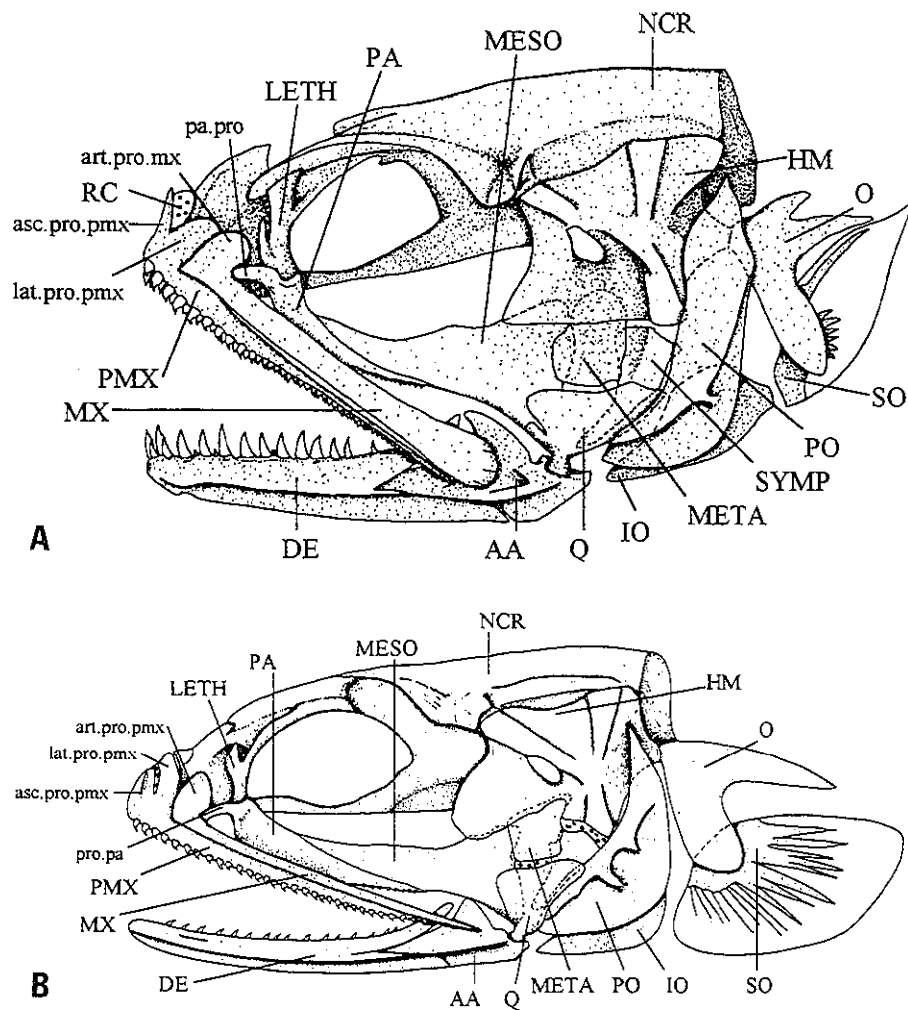 NCR
MESO
PA
LETH
pa.pro
art.pro.mx
RC
asc.pro.pmx
lat.pro.pmx
PMX
MX
HM
O
SO
PO
SYMP
META
IO
Q
AA
DE
A
NCR
MESO
PA
LETH
HM
art.pro.pmx
lat.pro.pmx
asc.pro.pmx
O
pro.pa
PMX
MX
DE
AA
Q
META
PO
IO
SO
B